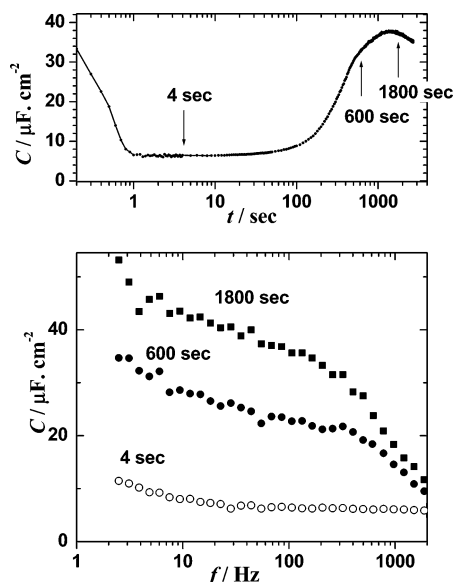 40
30
20
10
0
C / μF. cm⁻²
4 sec
600 sec
1800 sec
1 10 100 1000
t / sec
40
20
0
C / μF. cm⁻²
1800 sec
600 sec
4 sec
1 10 100 1000
f / Hz